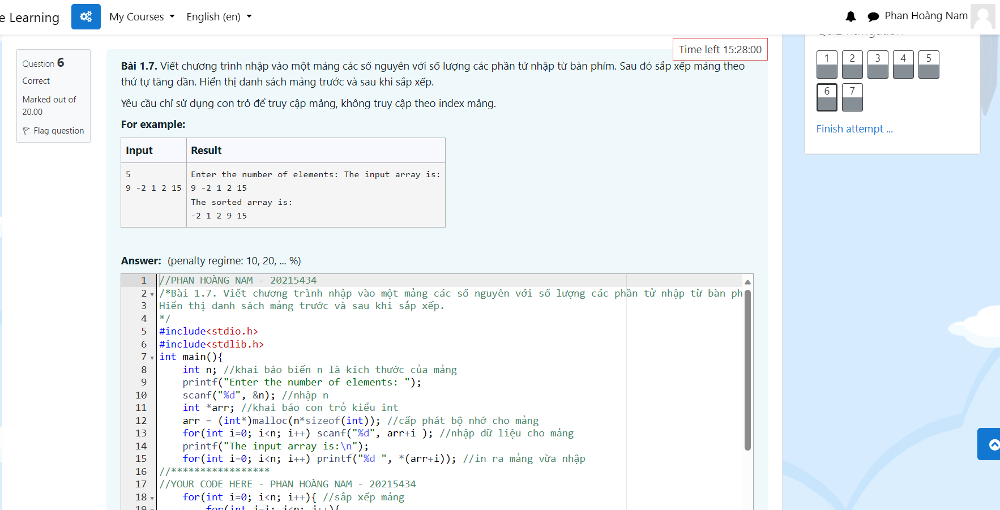 e Learning
My Courses
English (en)
Phan Hoàng Nam
Time left 15:28:00
Question 6
Correct
Marked out of
20.00
Flag question
Bài 1.7. Viết chương trình nhập vào một mảng các số nguyên với số lượng các phần tử nhập từ bàn phím. Sau đó sắp xếp mảng theo
thứ tự tăng dần. Hiển thị danh sách mảng trước và sau khi sắp xếp.
Yêu cầu chỉ sử dụng con trỏ để truy cập mảng, không truy cập theo index mảng.
For example:
Input Result
5 Enter the number of elements: The input array is:
9 -2 1 2 15 9 -2 1 2 15
The sorted array is:
-2 1 2 9 15
Answer: (penalty regime: 10, 20, ... %)
1 //PHAN HOÀNG NAM - 20215434
2 /*Bài 1.7. Viết chương trình nhập vào một mảng các số nguyên với số lượng các phần tử nhập từ bàn ph
3 Hiển thị danh sách mảng trước và sau khi sắp xếp.
4 */
5 #include<stdio.h>
6 #include<stdlib.h>
7 int main(){
8 int n; //khai báo biến n là kích thước của mảng
9 printf("Enter the number of elements: ");
10 scanf("%d", &n); //nhập n
11 int *arr; //khai báo con trỏ kiểu int
12 arr = (int*)malloc(n*sizeof(int)); //cấp phát bộ nhớ cho mảng
13 for(int i=0; i<n; i++) scanf("%d", arr+i ); //nhập dữ liệu cho mảng
14 printf("The input array is:\n");
15 for(int i=0; i<n; i++) printf("%d ", *(arr+i)); //in ra mảng vừa nhập
16 //*****************
17 //YOUR CODE HERE - PHAN HOÀNG NAM - 20215434
18 for(int i=0; i<n; i++){ //sắp xếp mảng
19 for(int j=i; j<n; j++){
Quiz navigation
1 2 3 4 5
6 7
Finish attempt ...